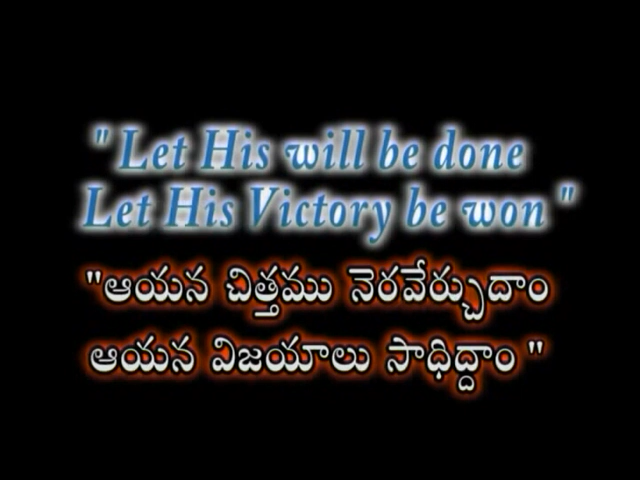 " Let His will be done
Let His Victory be won "
"ఆయన చిత్తము నెరవేర్చుదాం
ఆయన విజయాలు సాధిద్దాం "